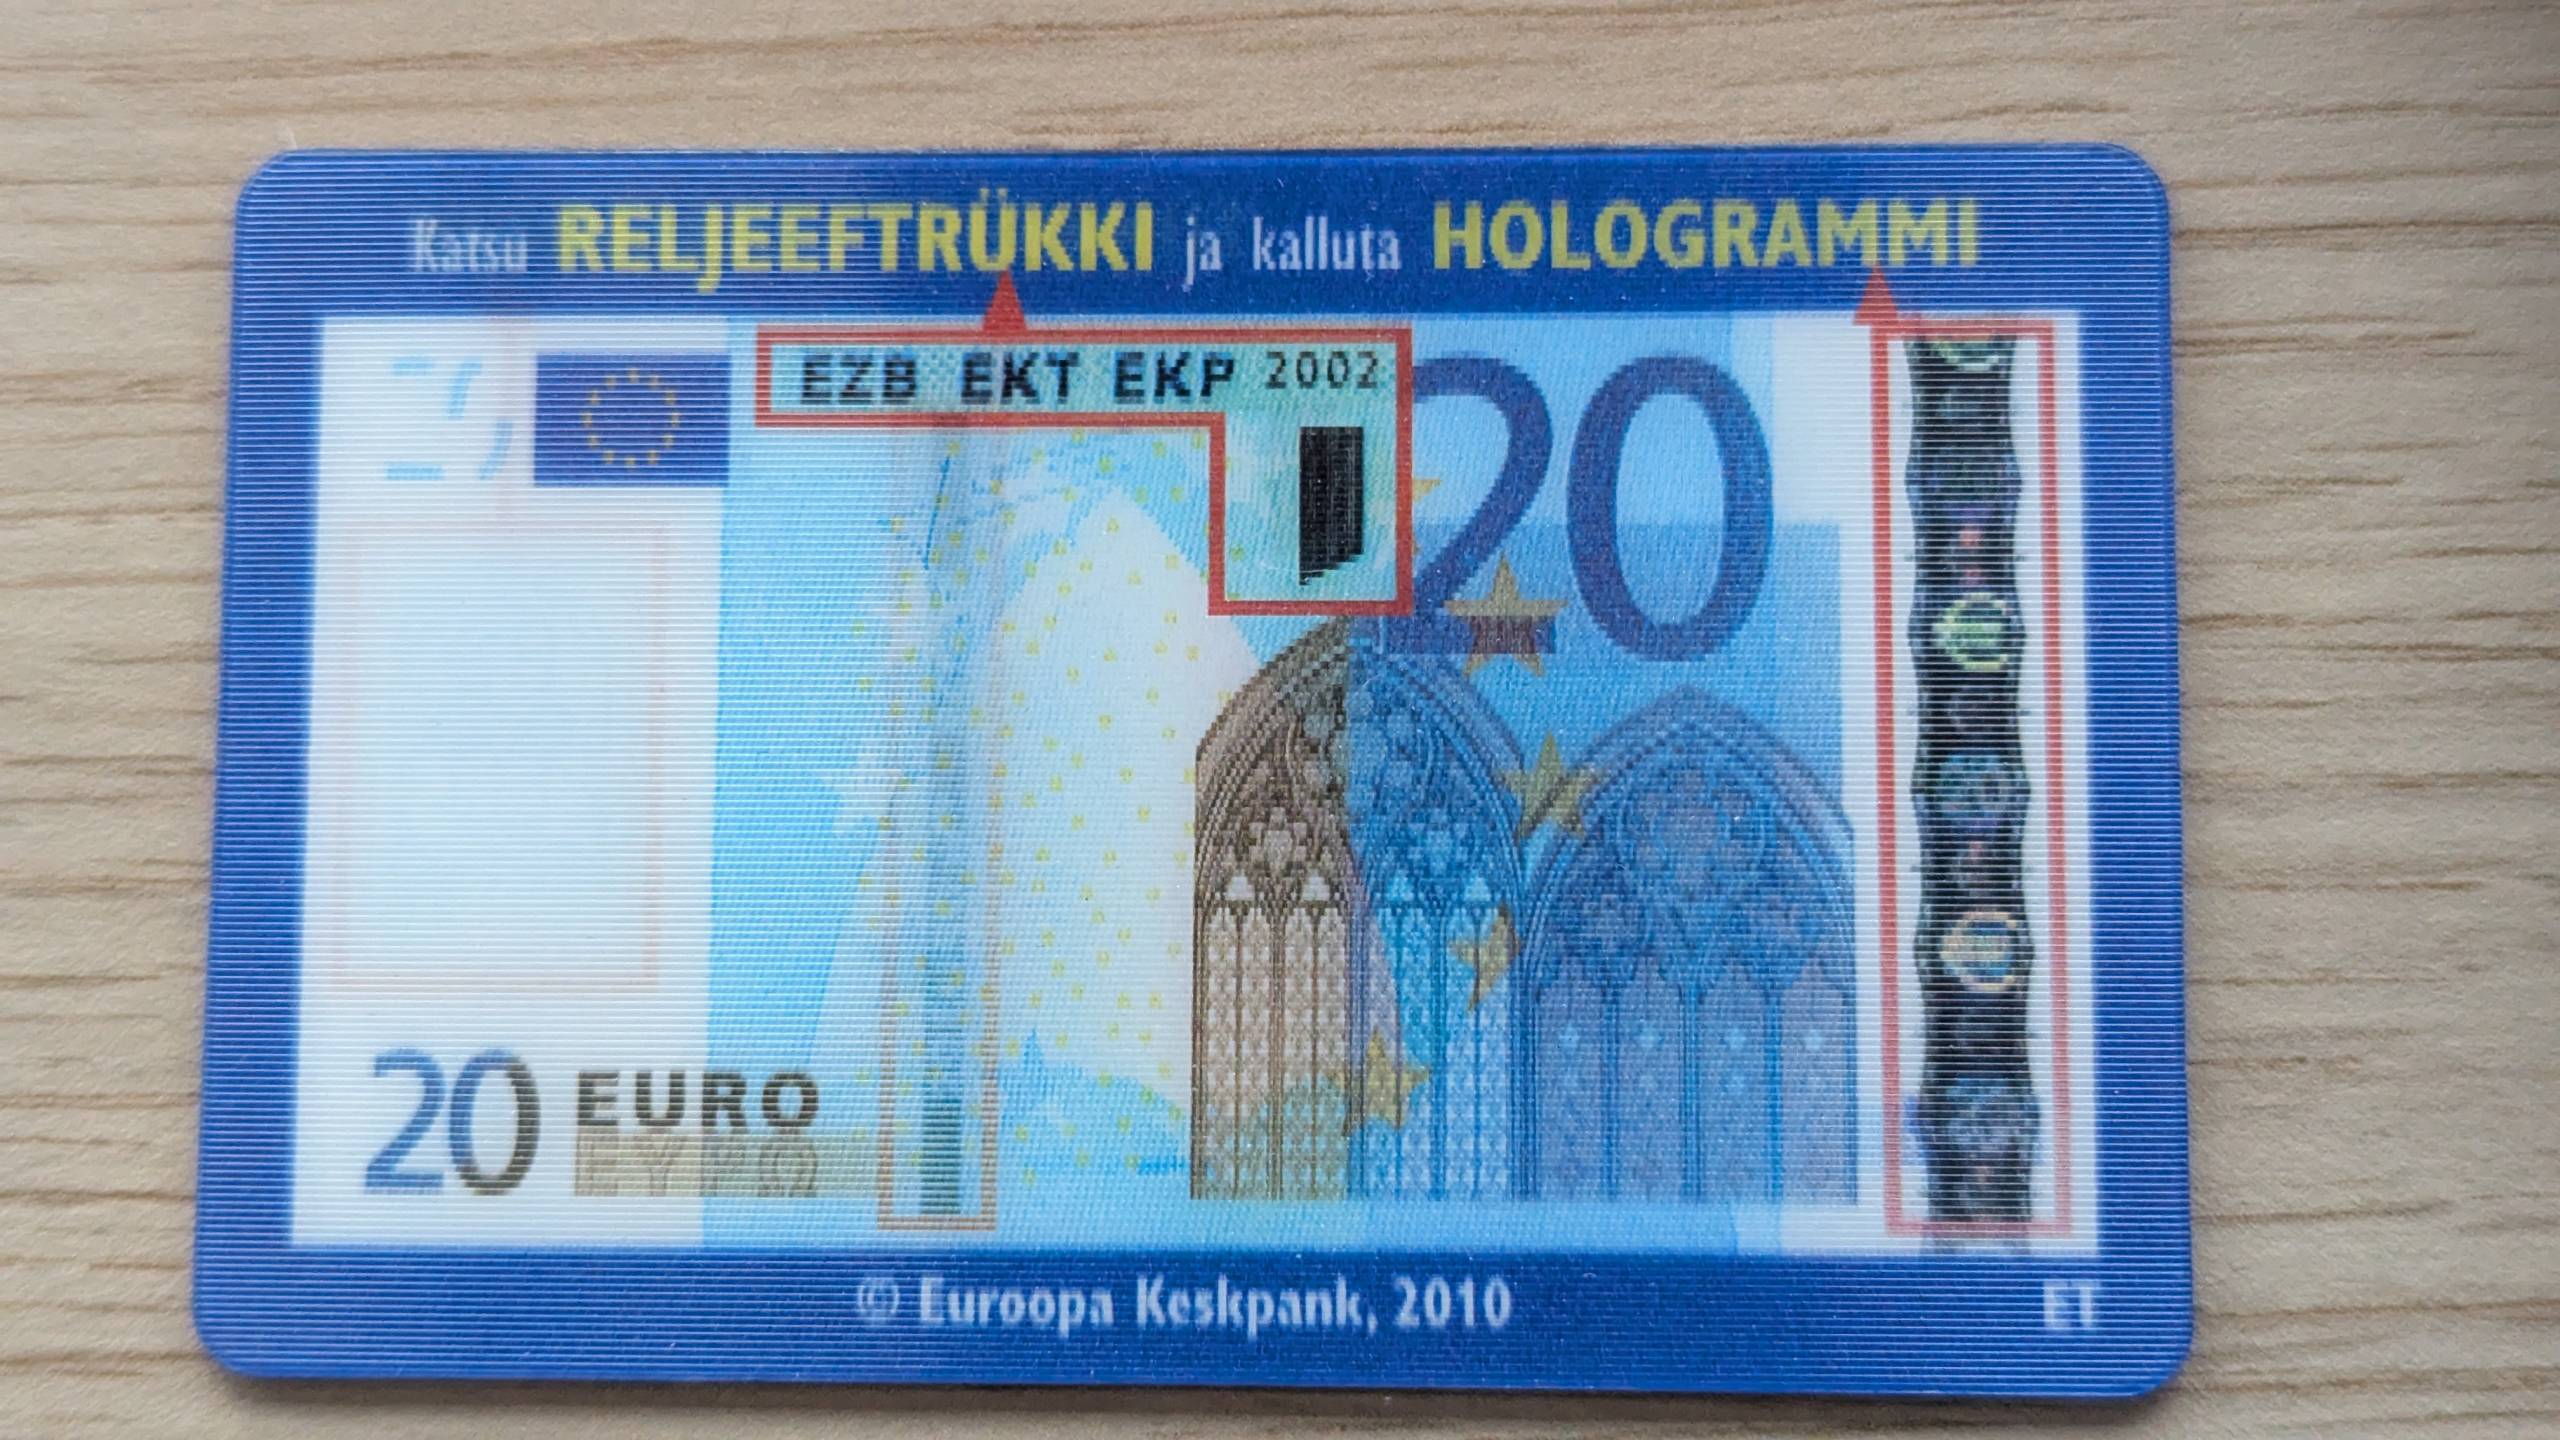 Katsu RELJEEFTRÜKKI ja kalluta HOLOGRAMMI
EZB EKT EKP 2002
20
20 EURO
ΕΥΡΩ
© Euroopa Keskpank, 2010
ET